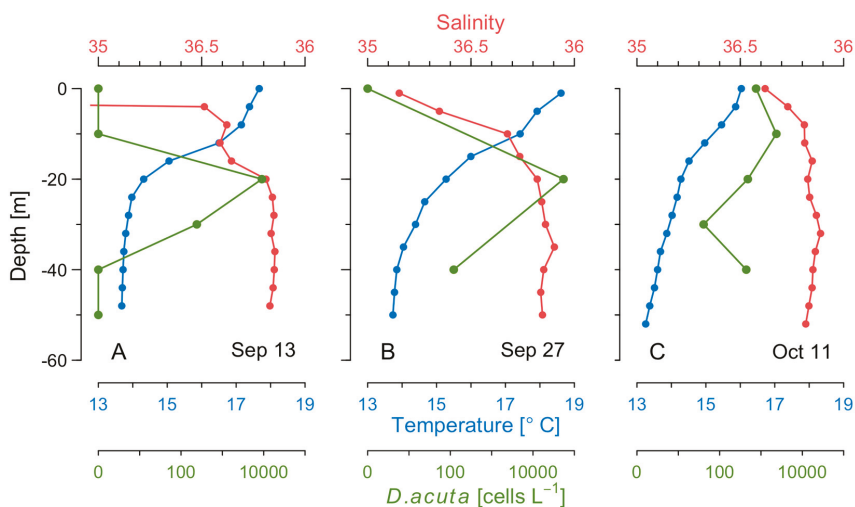 Salinity
35 36.5 36 35 36.5 36 35 36.5 36
0
-20
-40
-60
Depth [m]
A Sep 13 B Sep 27 C Oct 11
13 15 17 19 13 15 17 19 13 15 17 19
Temperature [° C]
0 100 10000 0 100 10000 0 100 10000
D.acuta [cells L⁻¹]